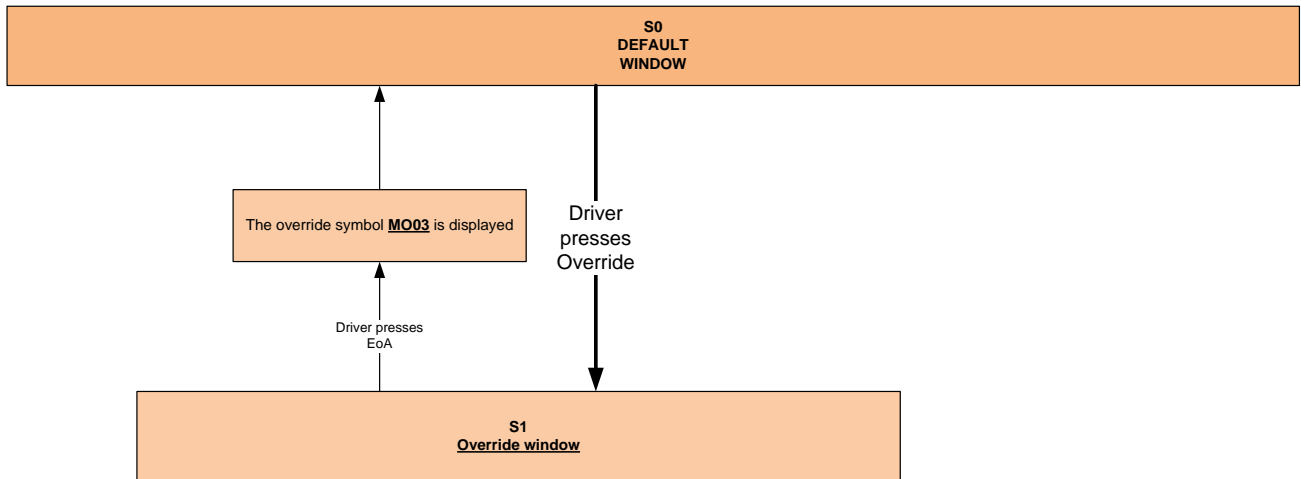 S0
DEFAULT
WINDOW
The override symbol MO03 is displayed
Driver
presses
Override
Driver presses
EoA
S1
Override window